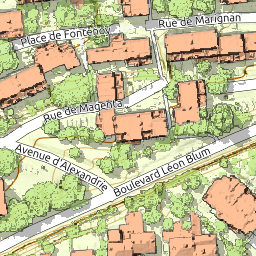 Rue de Marignan
Place de Fontenoy
Rue de Magenta
Avenue d'Alexandrie
Boulevard Léon Blum